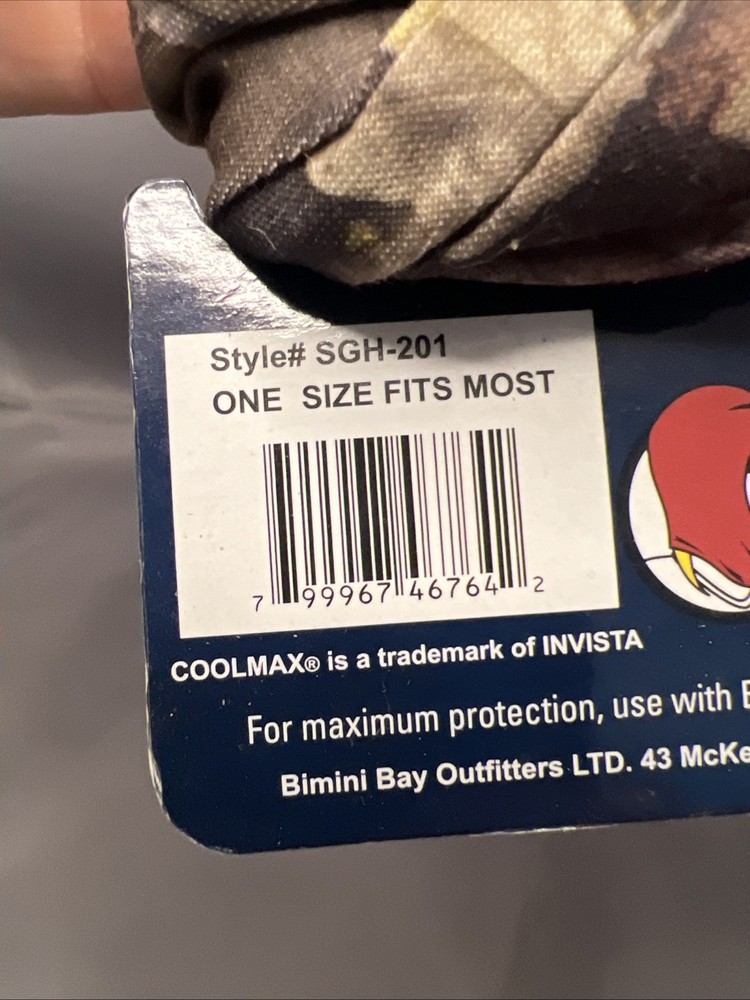 Style# SGH-201
ONE SIZE FITS MOST
7 99967 46764 2
COOLMAX® is a trademark of INVISTA
For maximum protection, use with
Bimini Bay Outfitters LTD. 43